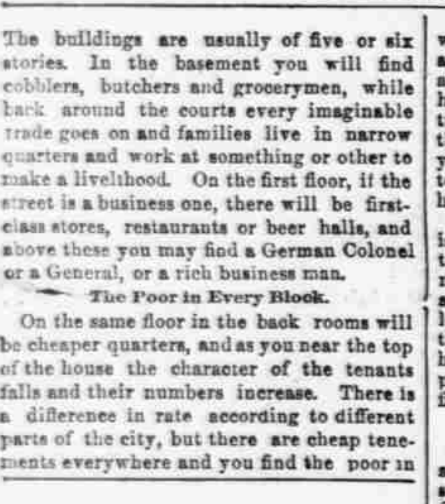 The buildings are usually of five or six
stories. In the basement you will find
cobblers, butchers and grocerymen, while
back around the courts every imaginable
trade goes on and families live in narrow
quarters and work at something or other to
make a livelihood. On the first floor, if the
street is a business one, there will be first-
class stores, restaurants or beer halls, and
above these you may find a German Colonel
or a General, or a rich business man.
The Poor in Every Block.
On the same floor in the back rooms will
be cheaper quarters, and as you near the top
of the house the character of the tenants
falls and their numbers increase. There is
a difference in rate according to different
parts of the city, but there are cheap tene-
ments everywhere and you find the poor in